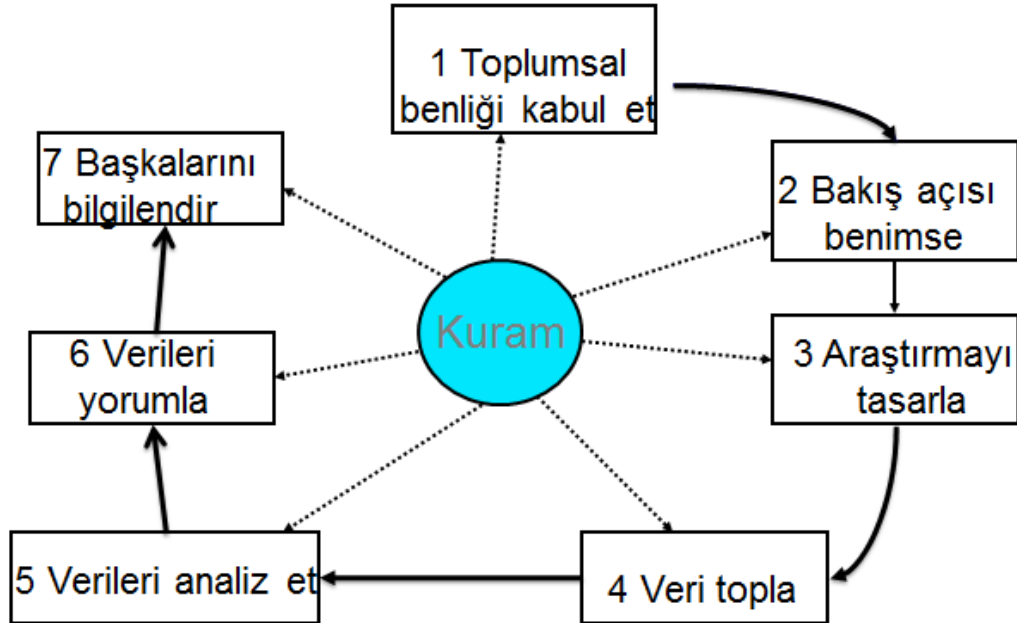 1 Toplumsal
benliği kabul et
2 Bakış açısı
benimse
3 Araştırmayı
tasarla
4 Veri topla
5 Verileri analiz et
6 Verileri
yorumla
7 Başkalarını
bilgilendir
Kuram